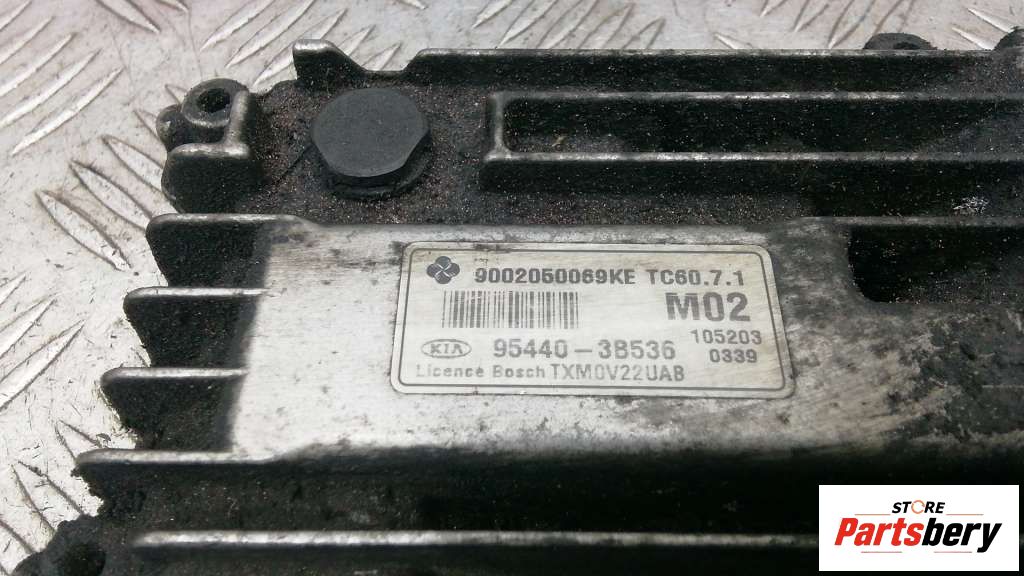 9002050069KE TC60.7.1
M02
105203
KIA 95440-3B536 0339
Licence Bosch TXM0V22UAB
STORE
Partsbery